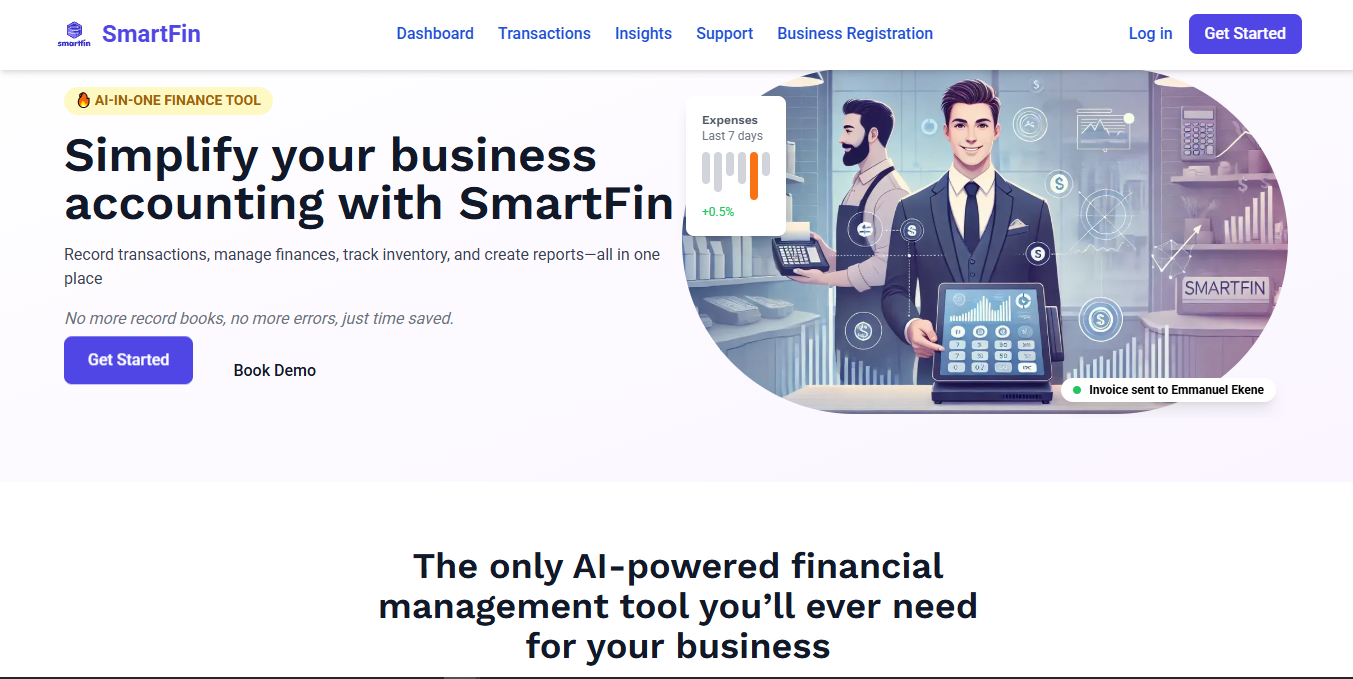 smartfin
SmartFin
Dashboard
Transactions
Insights
Support
Business Registration
Log in
Get Started
🔥 AI-IN-ONE FINANCE TOOL
Simplify your business
accounting with SmartFin
Record transactions, manage finances, track inventory, and create reports—all in one
place
No more record books, no more errors, just time saved.
Get Started
Book Demo
Expenses
Last 7 days
+0.5%
SMARTFIN
Invoice sent to Emmanuel Ekene
The only AI-powered financial
management tool you’ll ever need
for your business